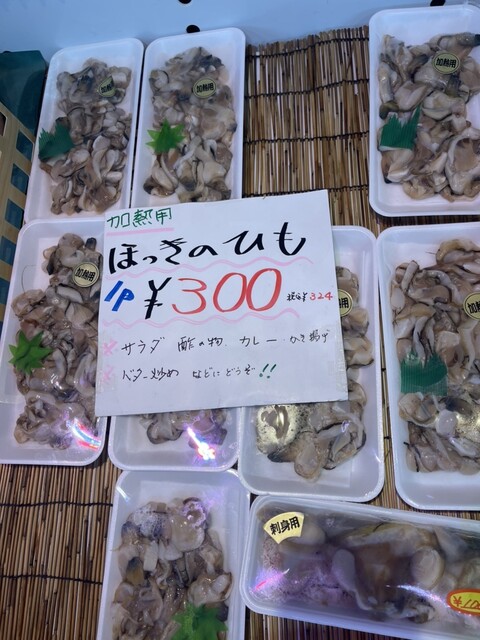 加熱用
加熱用
加熱用
加熱用
加熱用
ほっきのひも
1P ¥300 税込¥324
サラダ 酢の物 カレー・かき揚げ
バター炒め などにどうぞ!!
刺身用